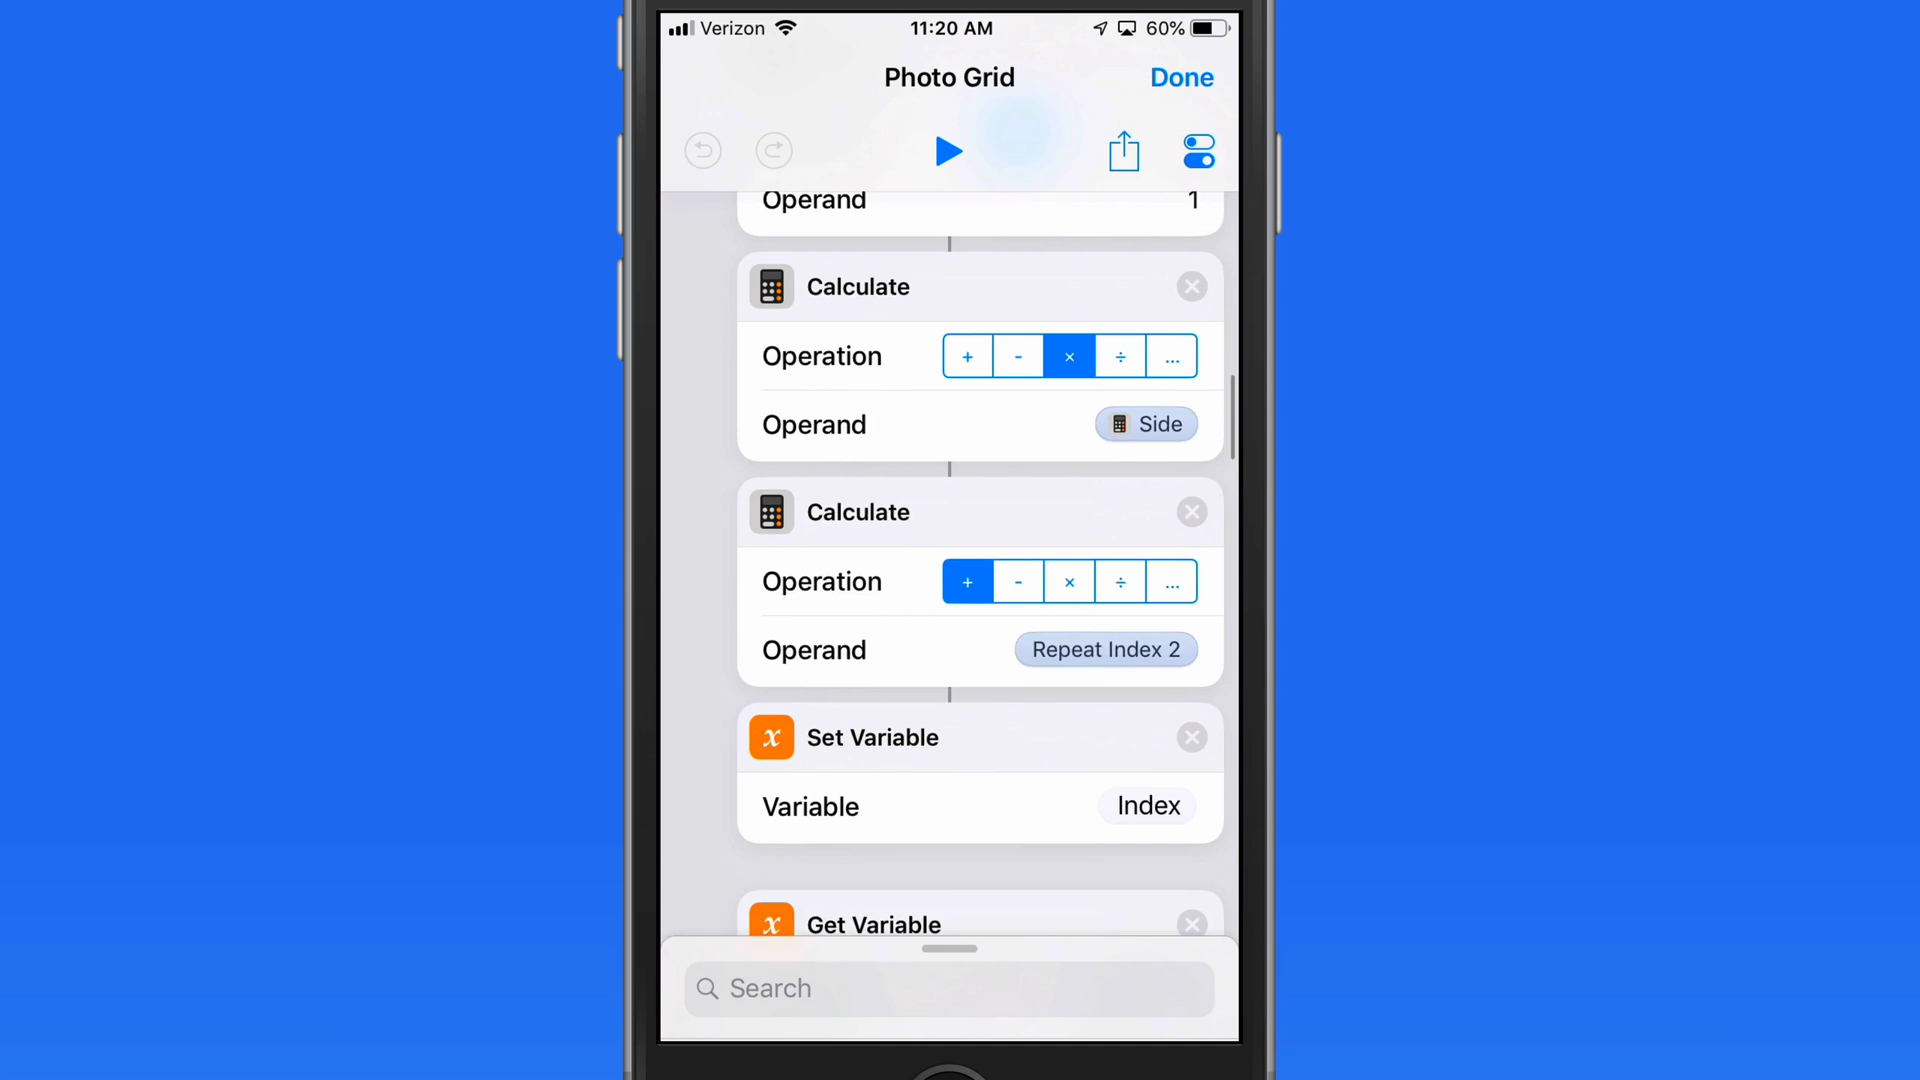 Verizon 11:20 AM 60%
Photo Grid Done
Operand 1
Calculate
Operation + - × ÷ ...
Operand Side
Calculate
Operation + - × ÷ ...
Operand Repeat Index 2
x Set Variable
Variable Index
x Get Variable
Search